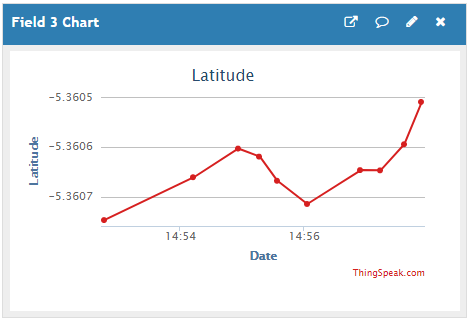 Field 3 Chart
Latitude
−5.3605
−5.3606
−5.3607
Latitude
14:54 14:56
Date
ThingSpeak.com